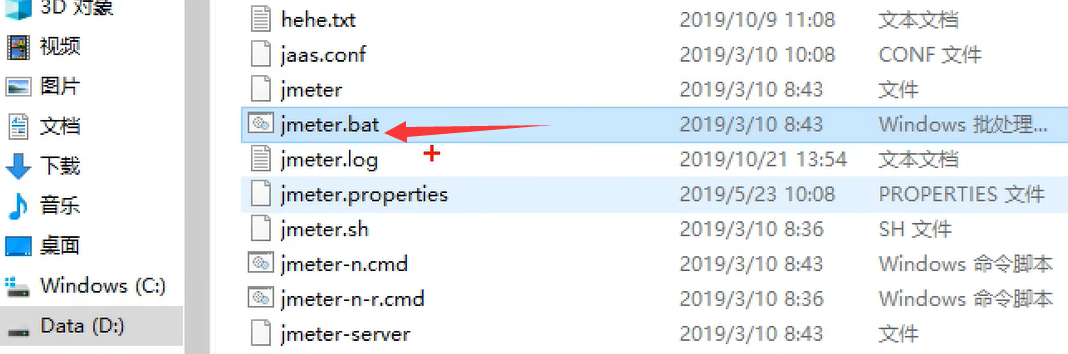 3D 对象
视频
图片
文档
下载
音乐
桌面
Windows (C:)
Data (D:)
hehe.txt 2019/10/9 11:08 文本文档
jaas.conf 2019/3/10 10:08 CONF 文件
jmeter 2019/3/10 8:43 文件
jmeter.bat 2019/3/10 8:43 Windows 批处理...
jmeter.log 2019/10/21 13:54 文本文档
jmeter.properties 2019/5/23 10:08 PROPERTIES 文件
jmeter.sh 2019/3/10 8:36 SH 文件
jmeter-n.cmd 2019/3/10 8:36 Windows 命令脚本
jmeter-n-r.cmd 2019/3/10 8:36 Windows 命令脚本
jmeter-server 2019/3/10 8:43 文件